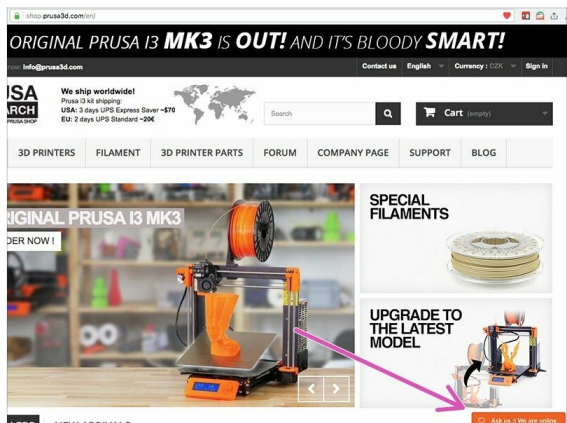 shop.prusa3d.com/en/
ORIGINAL PRUSA I3 MK3 IS OUT! AND IT'S BLOODY SMART!
now: info@prusa3d.com
Contact us
English
Currency : CZK
Sign in
USA
ARCH
PRUSA SHOP
We ship worldwide!
Prusa i3 kit shipping:
USA: 3 days UPS Express Saver ~$70
EU: 2 days UPS Standard ~20€
Search
Cart (empty)
3D PRINTERS
FILAMENT
3D PRINTER PARTS
FORUM
COMPANY PAGE
SUPPORT
BLOG
RIGINAL PRUSA I3 MK3
DER NOW !
SPECIAL
FILAMENTS
UPGRADE TO
THE LATEST
MODEL
Ask us :) We are online.
NEW ARRIVALS